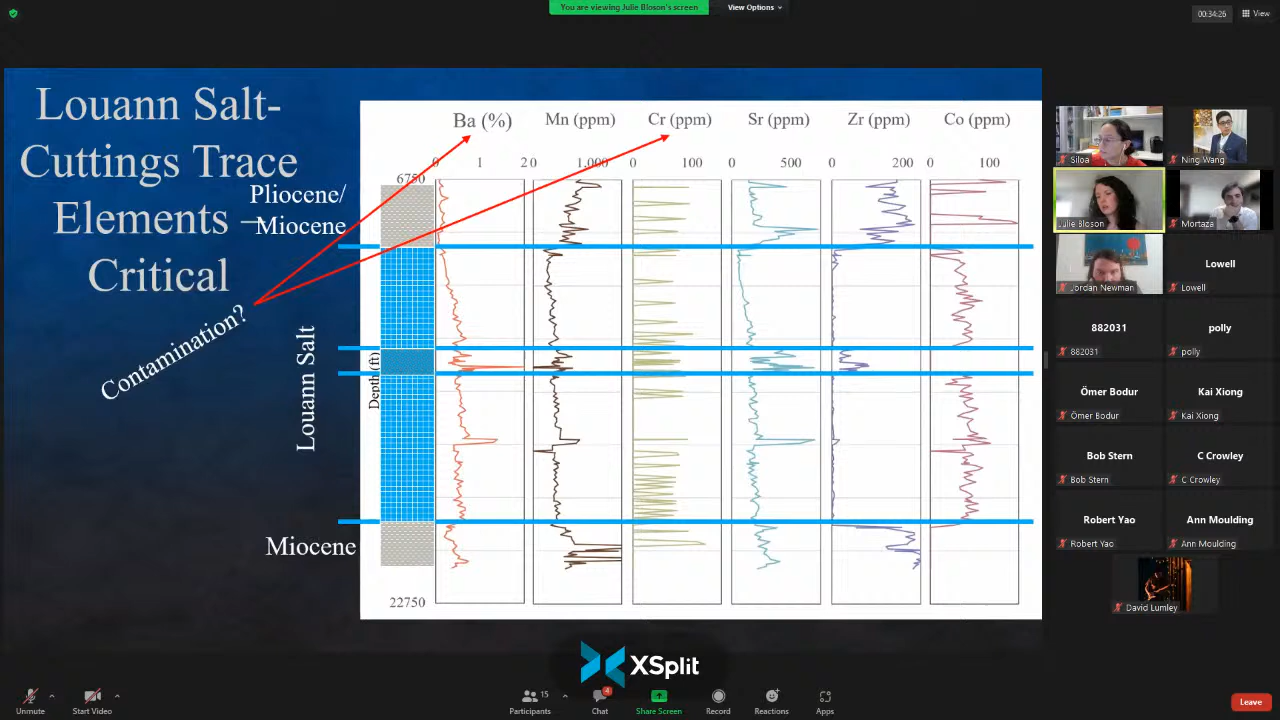 You are viewing Julie Bloson's screen
View Options
00:34:26
View
Louann Salt-
Cuttings Trace
Elements –
Critical
Contamination?
Pliocene/
Miocene
Louann Salt
Miocene
Depth (ft)
6750
22750
Ba (%)
0 1 2
Mn (ppm)
0 1,000
Cr (ppm)
0 100
Sr (ppm)
0 500
Zr (ppm)
0 200
Co (ppm)
0 100
XSplit
Siloa
Ning Wang
Julie Bloson
Mortaza
Jordan Newman
Lowell
Lowell
882031
882031
polly
polly
Ömer Bodur
Ömer Bodur
Kai Xiong
Kai Xiong
Bob Stern
Bob Stern
C Crowley
C Crowley
Robert Yao
Robert Yao
Ann Moulding
Ann Moulding
David Lumley
Unmute
Start Video
Participants
15
Chat
4
Share Screen
Record
Reactions
Apps
Leave